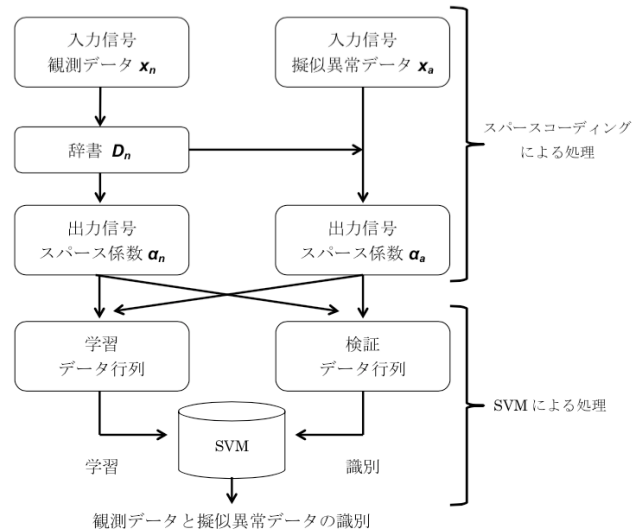 入力信号
観測データ xn
入力信号
擬似異常データ xa
スパースコーディング
による処理
辞書 Dn
出力信号
スパース係数 αn
出力信号
スパース係数 αa
学習
データ行列
検証
データ行列
SVM による処理
SVM
学習
識別
観測データと擬似異常データの識別